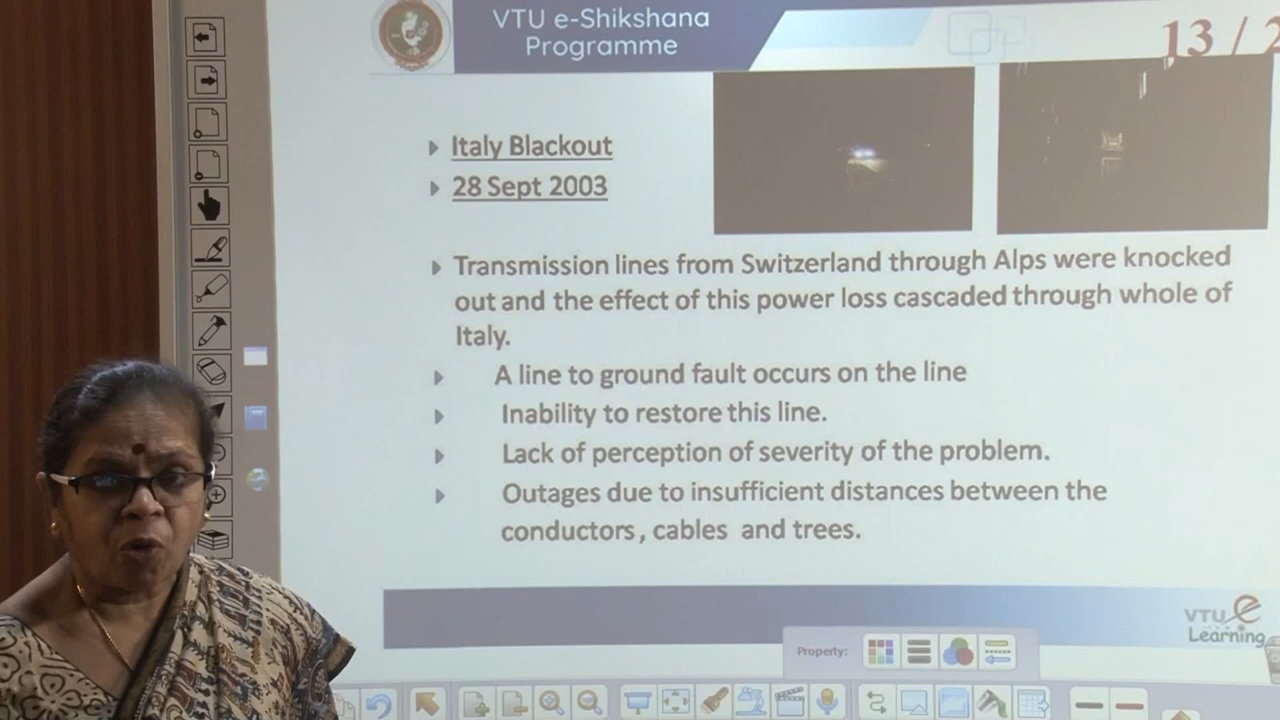 VTU e-Shikshana
Programme
13 / 2
Italy Blackout
28 Sept 2003
Transmission lines from Switzerland through Alps were knocked
out and the effect of this power loss cascaded through whole of
Italy.
A line to ground fault occurs on the line
Inability to restore this line.
Lack of perception of severity of the problem.
Outages due to insufficient distances between the
conductors, cables and trees.
VTU e
Learning
Property: